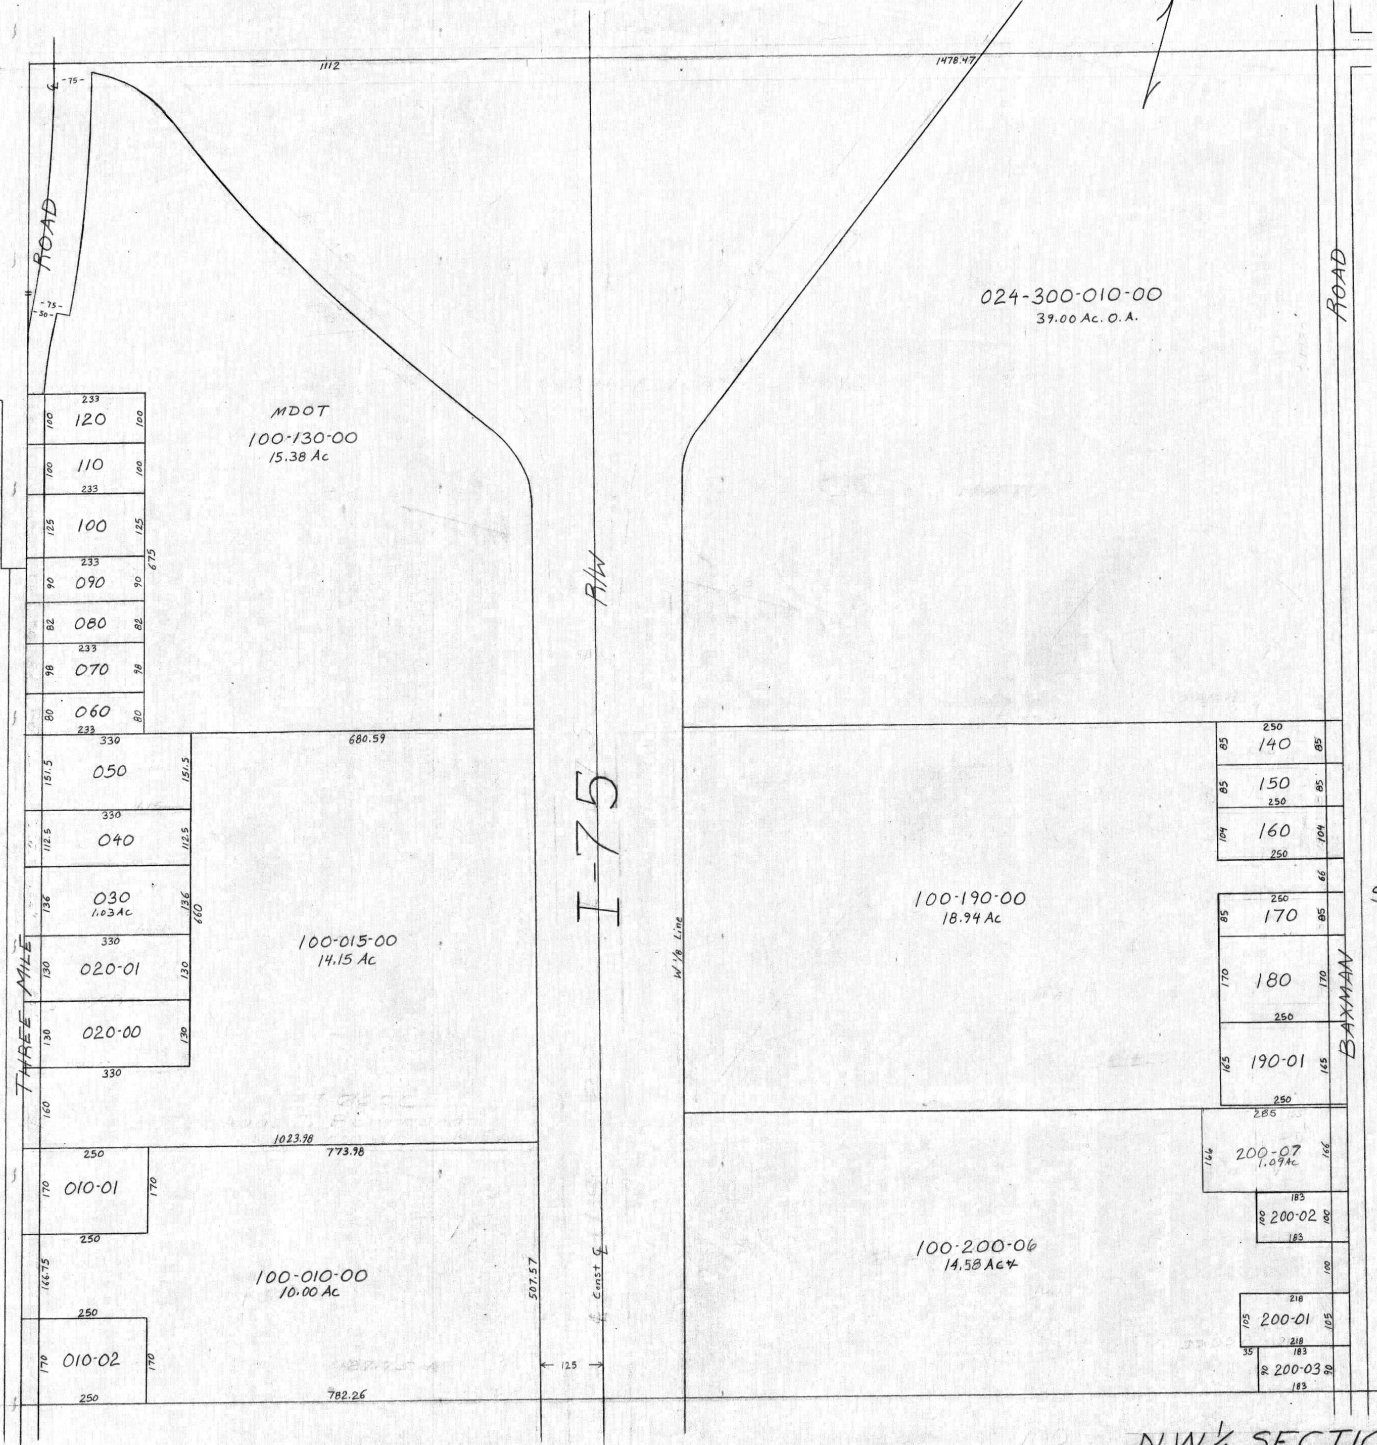 1112
1478.47
℄
-75-
ROAD
-75-
-50-
024-300-010-00
39.00 Ac. O.A.
ROAD
MDOT
100-130-00
15.38 Ac
233
100 120 100
100 110 100
233
125 100 125
233
90 090 90
675
82 080 82
233
98 070 98
80 060 80
233
R/W
I-75
330
680.59
151.5 050 151.5
330
112.5 040 112.5
136 030 136
1.03 Ac
660
330
130 020-01 130
130 020-00 130
330
160
THREE MILE
100-015-00
14.15 Ac
1023.98
W 1/8 Line
100-190-00
18.94 Ac
250
85 140 85
85 150 85
250
104 160 104
250
66
250
85 170 85
170 180 170
250
165 190-01 165
250
BAXMAN
250
773.98
170 010-01 170
250
166.75
250
170 010-02 170
250
100-010-00
10.00 Ac
507.57
℄ Const ℄
125
782.26
100-200-06
14.58 Ac±
285
166 200-07 166
1.09 Ac
183
100 200-02 100
183
100
218
105 200-01 105
218
35 183
90 200-03 90
183
NW¼ SECTIO